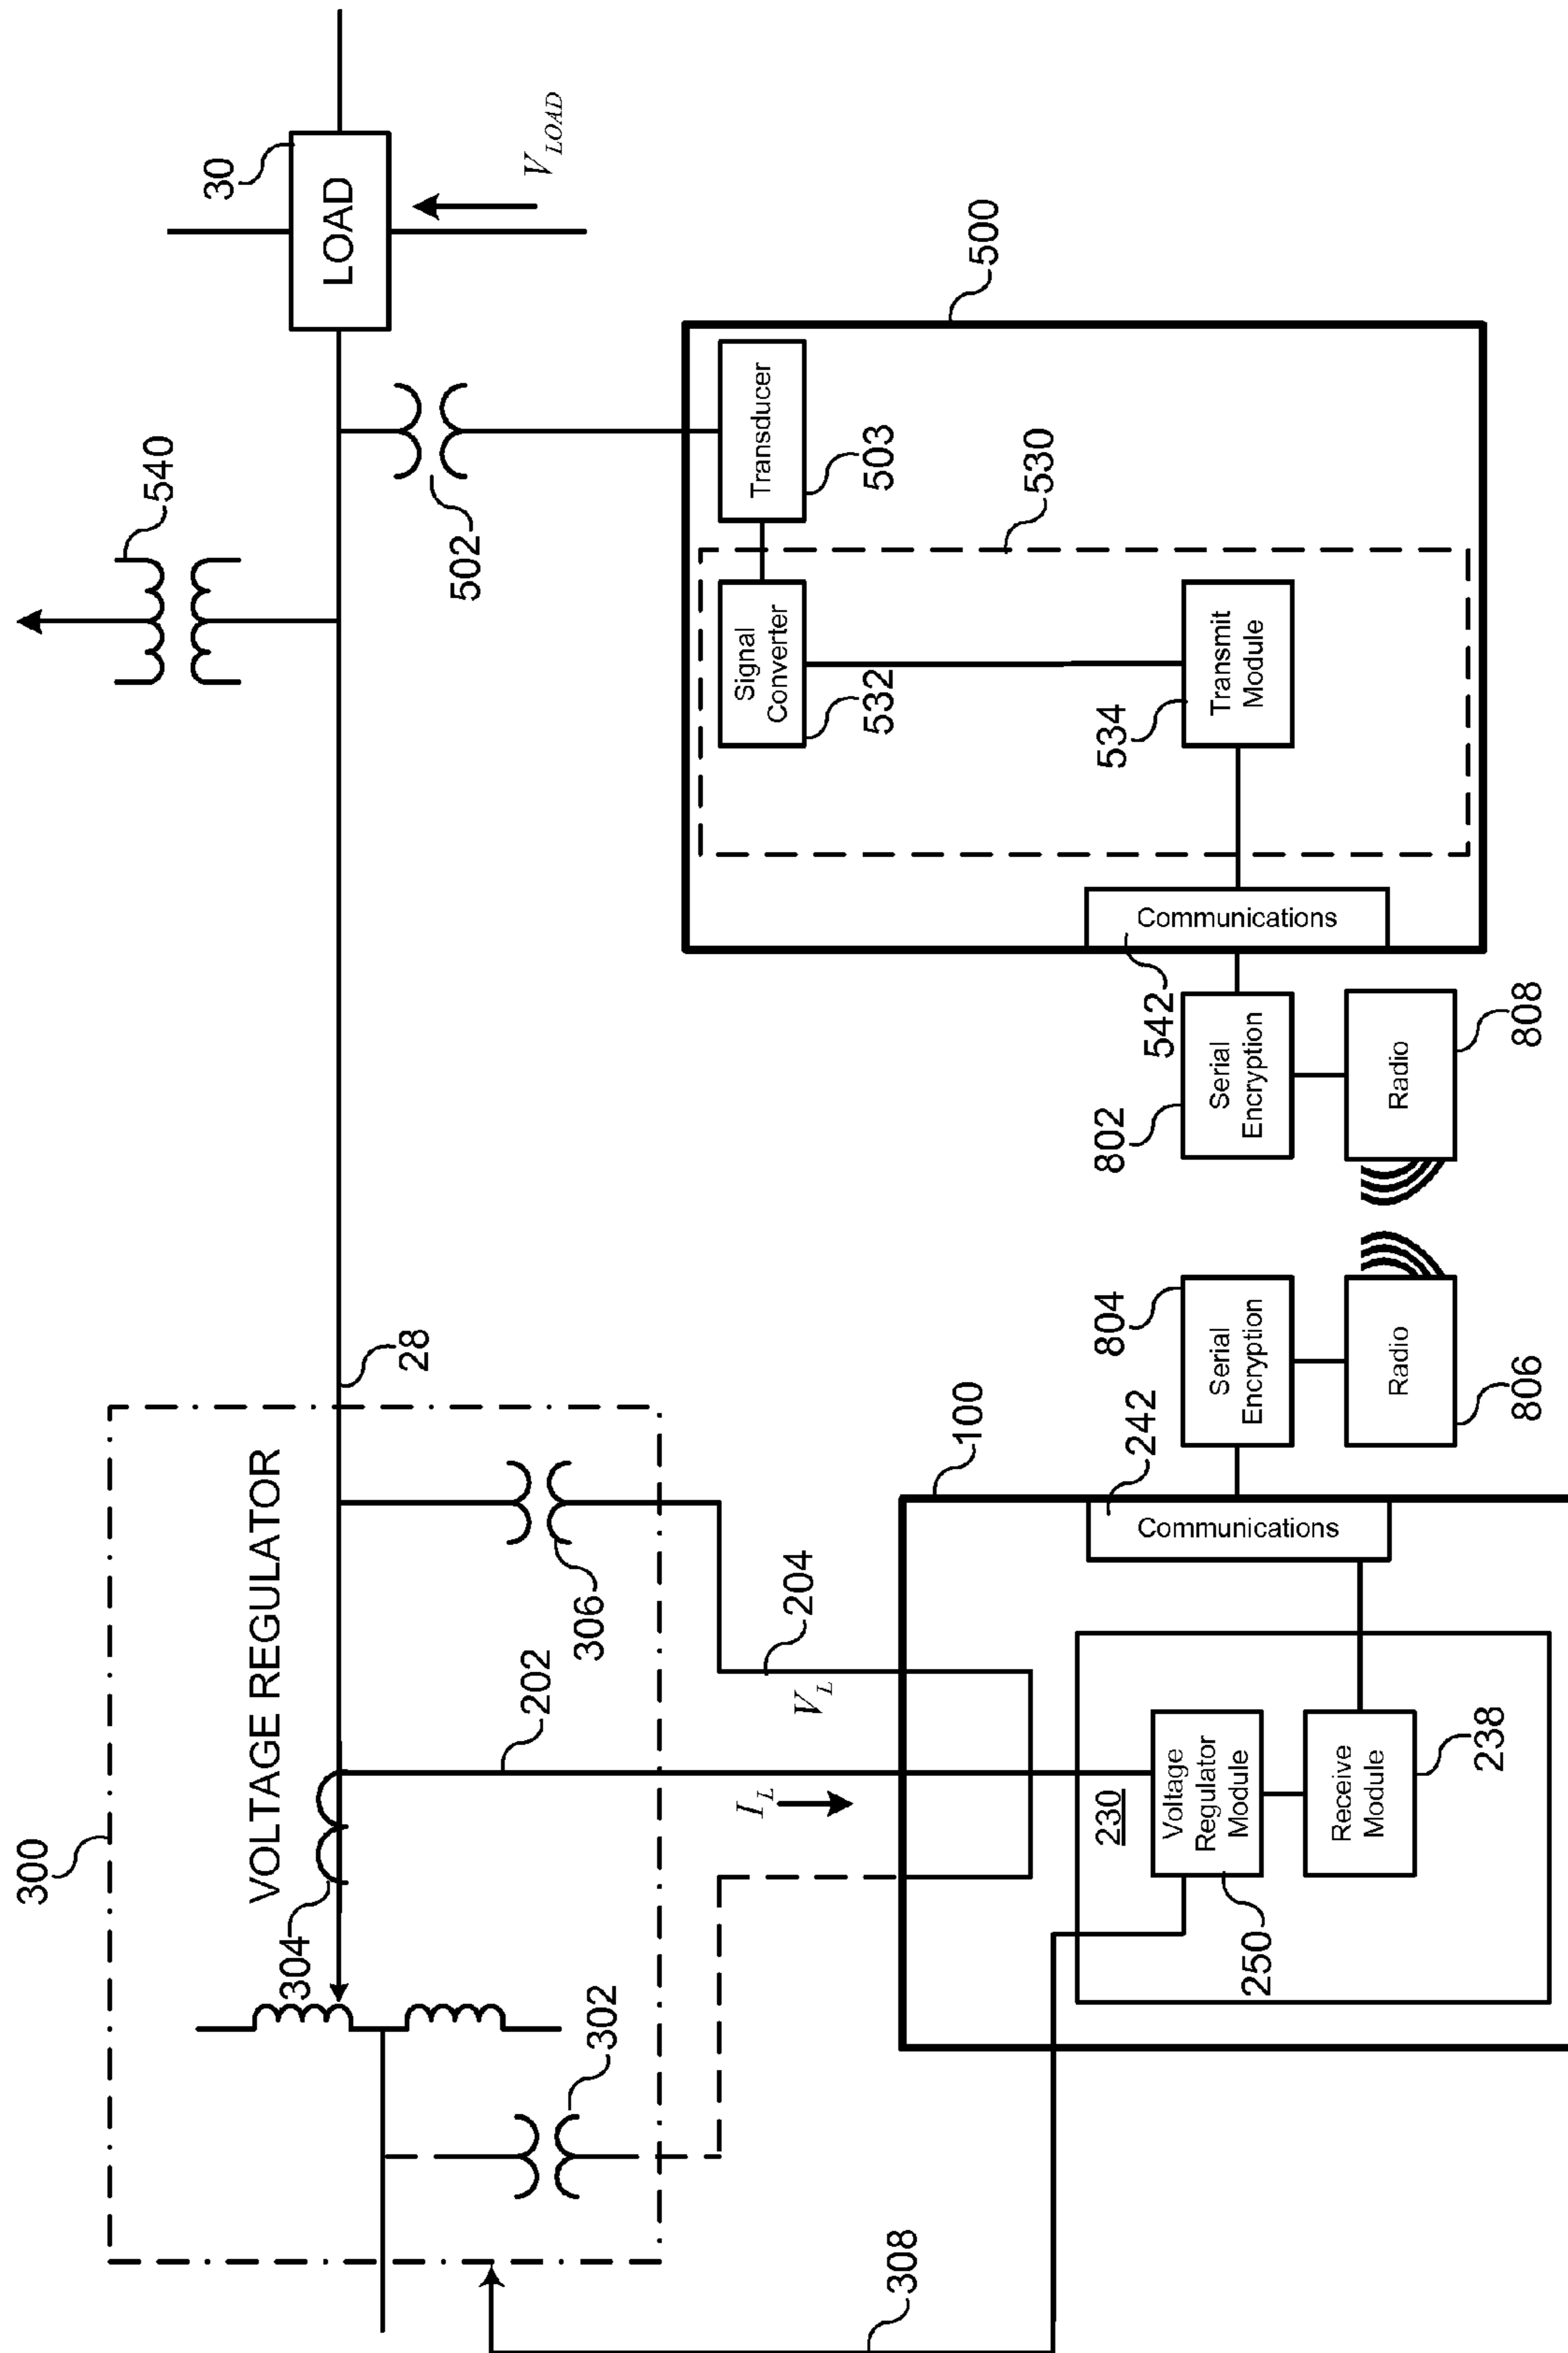 300
VOLTAGE REGULATOR
304
302
306
202
28
540
30
LOAD
V_LOAD
502
308
I_L
V_L
204
100
242
Communications
230
Voltage
Regulator
Module
250
Receive
Module
238
804
Serial
Encryption
Radio
806
802
Serial
Encryption
Radio
808
500
Transducer
503
530
Signal
Converter
532
534
Transmit
Module
Communications
542